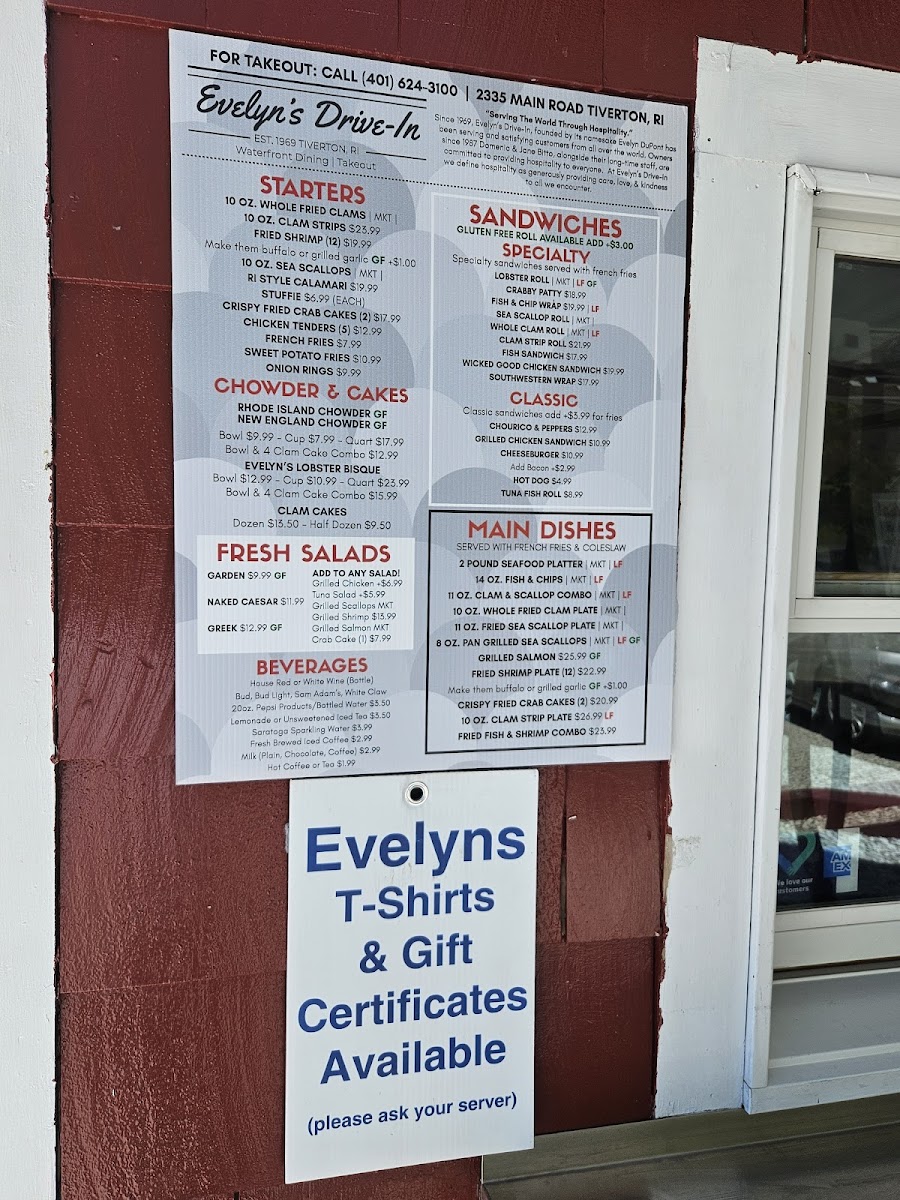 FOR TAKEOUT: CALL (401) 624-3100 | 2335 MAIN ROAD TIVERTON, RI
Evelyn's Drive-In
EST. 1969 TIVERTON, RI
Waterfront Dining | Takeout
"Serving The World Through Hospitality."
Since 1969, Evelyn's Drive-In, founded by its namesake Evelyn DuPont has
been serving and satisfying customers from all over the world. Owners
since 1987 Domenic & Jane Bitto, alongside their long-time staff, are
committed to providing hospitality to everyone. At Evelyn's Drive-In
we define hospitality as generously providing care, love, & kindness
to all we encounter.
STARTERS
10 OZ. WHOLE FRIED CLAMS | MKT |
10 OZ. CLAM STRIPS $23.99
FRIED SHRIMP (12) $19.99
Make them buffalo or grilled garlic GF +$1.00
10 OZ. SEA SCALLOPS | MKT |
RI STYLE CALAMARI $19.99
STUFFIE $6.99 (EACH)
CRISPY FRIED CRAB CAKES (2) $17.99
CHICKEN TENDERS (5) $12.99
FRENCH FRIES $7.99
SWEET POTATO FRIES $10.99
ONION RINGS $9.99
CHOWDER & CAKES
RHODE ISLAND CHOWDER GF
NEW ENGLAND CHOWDER GF
Bowl $9.99 - Cup $7.99 - Quart $17.99
Bowl & 4 Clam Cake Combo $12.99
EVELYN'S LOBSTER BISQUE
Bowl $12.99 - Cup $10.99 - Quart $23.99
Bowl & 4 Clam Cake Combo $15.99
CLAM CAKES
Dozen $13.50 - Half Dozen $9.50
FRESH SALADS
GARDEN $9.99 GF
NAKED CAESAR $11.99
GREEK $12.99 GF
ADD TO ANY SALAD!
Grilled Chicken +$6.99
Tuna Salad +$5.99
Grilled Scallops MKT
Grilled Shrimp $13.99
Grilled Salmon MKT
Crab Cake (1) $7.99
BEVERAGES
House Red or White Wine (Bottle)
Bud, Bud Light, Sam Adam's, White Claw
20oz. Pepsi Products/Bottled Water $3.50
Lemonade or Unsweetened Iced Tea $3.50
Saratoga Sparkling Water $3.99
Fresh Brewed Iced Coffee $2.99
Milk (Plain, Chocolate, Coffee) $2.99
Hot Coffee or Tea $1.99
SANDWICHES
GLUTEN FREE ROLL AVAILABLE ADD +$3.00
SPECIALTY
Specialty sandwiches served with french fries
LOBSTER ROLL | MKT | LF GF
CRABBY PATTY $18.99
FISH & CHIP WRAP $19.99 | LF
SEA SCALLOP ROLL | MKT |
WHOLE CLAM ROLL | MKT | LF
CLAM STRIP ROLL $21.99
FISH SANDWICH $17.99
WICKED GOOD CHICKEN SANDWICH $19.99
SOUTHWESTERN WRAP $17.99
CLASSIC
Classic sandwiches add +$3.99 for fries
CHOURICO & PEPPERS $12.99
GRILLED CHICKEN SANDWICH $10.99
CHEESEBURGER $10.99
Add Bacon +$2.99
HOT DOG $4.99
TUNA FISH ROLL $8.99
MAIN DISHES
SERVED WITH FRENCH FRIES & COLESLAW
2 POUND SEAFOOD PLATTER | MKT | LF
14 OZ. FISH & CHIPS | MKT | LF
11 OZ. CLAM & SCALLOP COMBO | MKT | LF
10 OZ. WHOLE FRIED CLAM PLATE | MKT |
11 OZ. FRIED SEA SCALLOP PLATE | MKT |
8 OZ. PAN GRILLED SEA SCALLOPS | MKT | LF GF
GRILLED SALMON $25.99 GF
FRIED SHRIMP PLATE (12) $22.99
Make them buffalo or grilled garlic GF +$1.00
CRISPY FRIED CRAB CAKES (2) $20.99
10 OZ. CLAM STRIP PLATE $26.99 LF
FRIED FISH & SHRIMP COMBO $23.99
Evelyns
T-Shirts
& Gift
Certificates
Available
(please ask your server)
love our
AM
EX